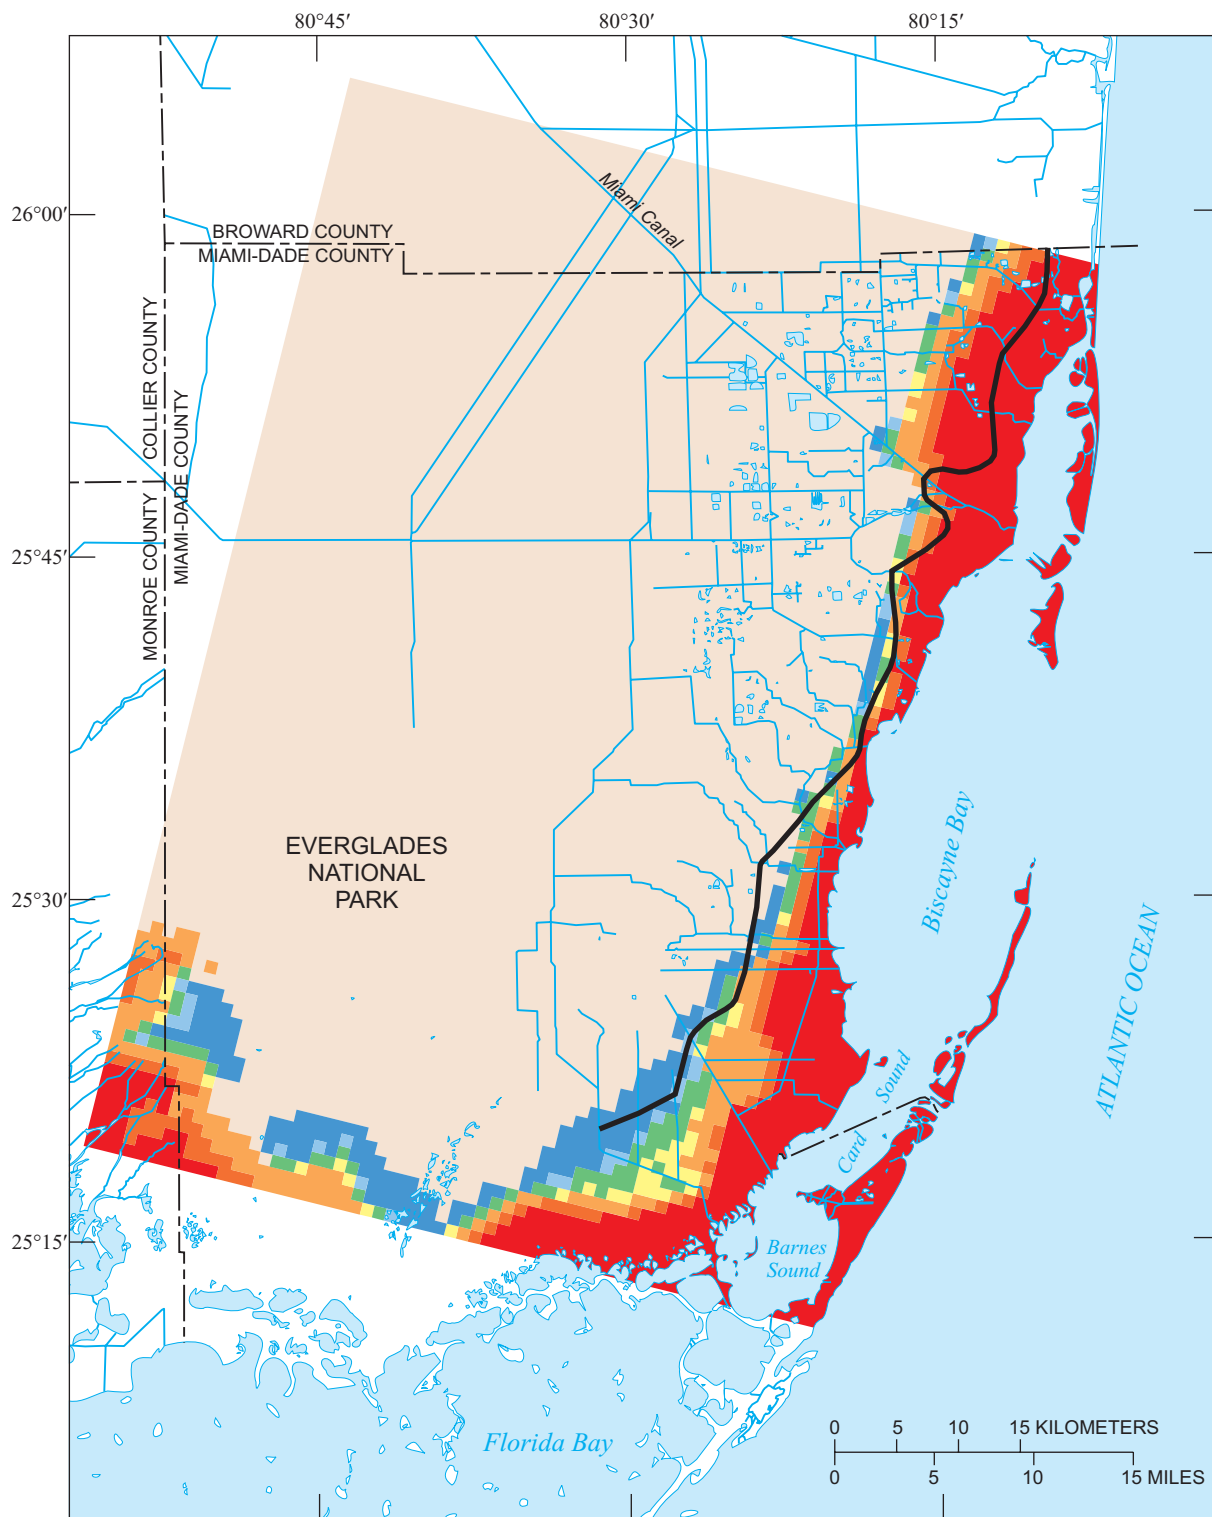 80°45′ 80°30′ 80°15′
Miami Canal
26°00′
BROWARD COUNTY
MIAMI-DADE COUNTY
COLLIER COUNTY
MONROE COUNTY
MIAMI-DADE COUNTY
25°45′
EVERGLADES
NATIONAL
PARK
25°30′
Biscayne Bay
ATLANTIC OCEAN
Card
Sound
25°15′
Barnes
Sound
Florida Bay
0 5 10 15 KILOMETERS
0 5 10 15 MILES